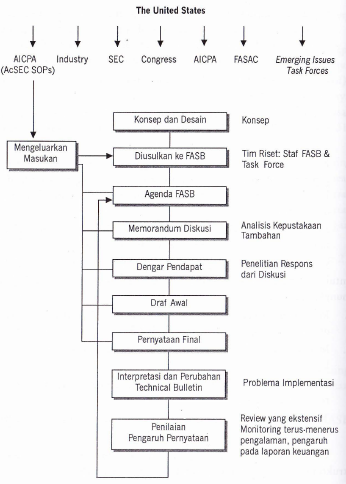 The United States
AICPA
(AcSEC SOPs)
Industry
SEC
Congress
AICPA
FASAC
Emerging Issues
Task Forces
Konsep dan Desain
Konsep
Mengeluarkan
Masukan
Diusulkan ke FASB
Tim Riset: Staf FASB &
Task Force
Agenda FASB
Memorandum Diskusi
Analisis Kepustakaan
Tambahan
Dengar Pendapat
Penelitian Respons
dari Diskusi
Draf Awal
Pernyataan Final
Interpretasi dan Perubahan
Technical Bulletin
Problema Implementasi
Penilaian
Pengaruh Pernyataan
Review yang ekstensif
Monitoring terus-menerus
pengalaman, pengaruh
pada laporan keuangan